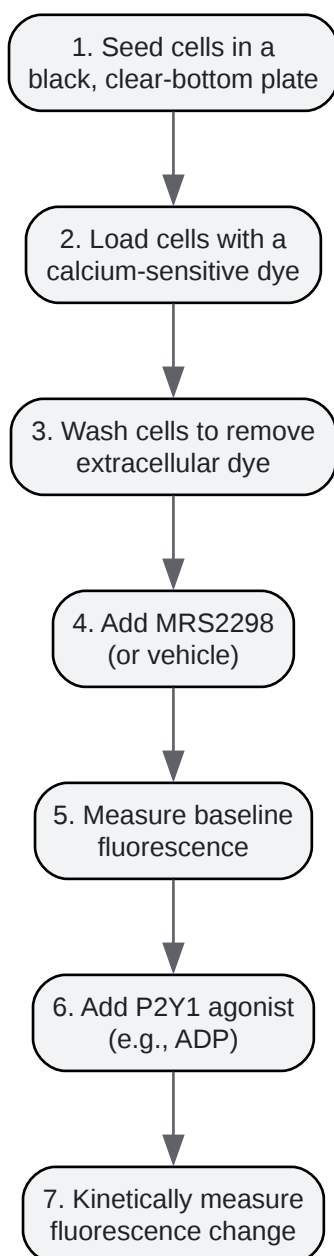 1. Seed cells in a
black, clear-bottom plate
2. Load cells with a
calcium-sensitive dye
3. Wash cells to remove
extracellular dye
4. Add MRS2298
(or vehicle)
5. Measure baseline
fluorescence
6. Add P2Y1 agonist
(e.g., ADP)
7. Kinetically measure
fluorescence change